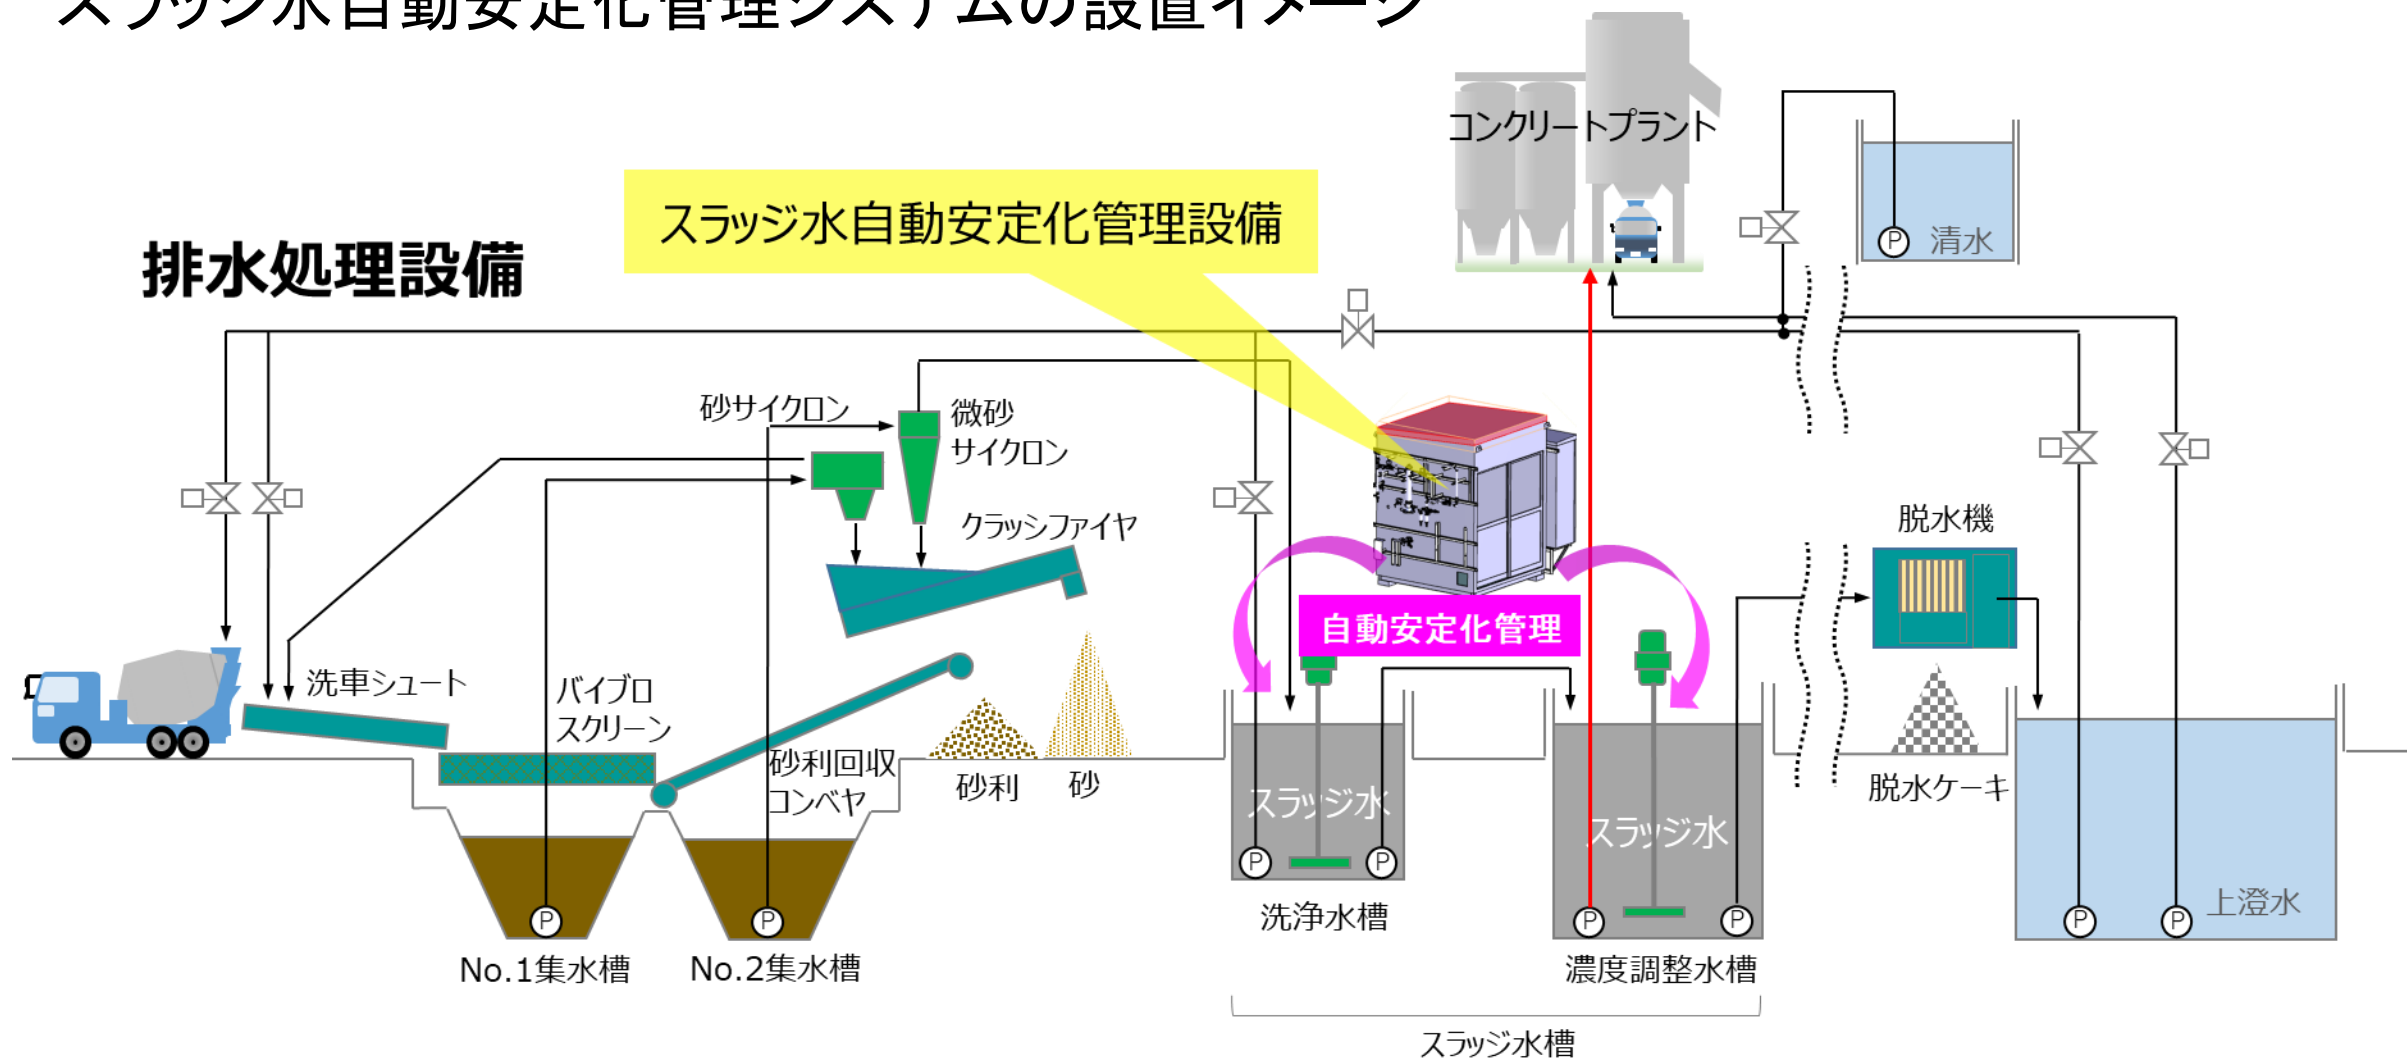 スラッジ水自動安定化管理システムの設置イメージ
コンクリートプラント
スラッジ水自動安定化管理設備
排水処理設備
P
清水
砂サイクロン
微砂
サイクロン
クラッシファイヤ
脱水機
自動安定化管理
洗車シュート
バイブロ
スクリーン
砂利回収
コンベヤ
砂利
砂
脱水ケーキ
スラッジ水
スラッジ水
P
P
P
P
P
P
P
P
上澄水
洗浄水槽
No.1集水槽
No.2集水槽
濃度調整水槽
スラッジ水槽